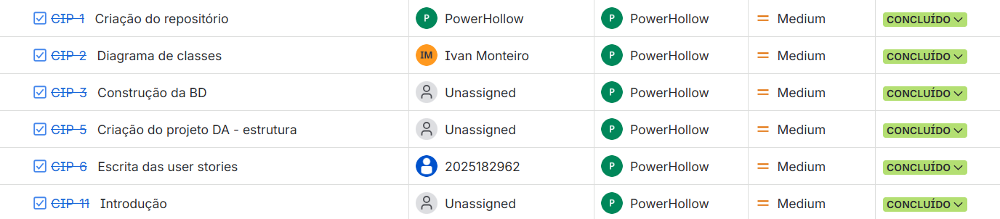 CIP-1 Criação do repositório P PowerHollow P PowerHollow Medium CONCLUÍDO
CIP-2 Diagrama de classes IM Ivan Monteiro P PowerHollow Medium CONCLUÍDO
CIP-3 Construção da BD Unassigned P PowerHollow Medium CONCLUÍDO
CIP-5 Criação do projeto DA - estrutura Unassigned P PowerHollow Medium CONCLUÍDO
CIP-6 Escrita das user stories 2025182962 P PowerHollow Medium CONCLUÍDO
CIP-11 Introdução Unassigned P PowerHollow Medium CONCLUÍDO